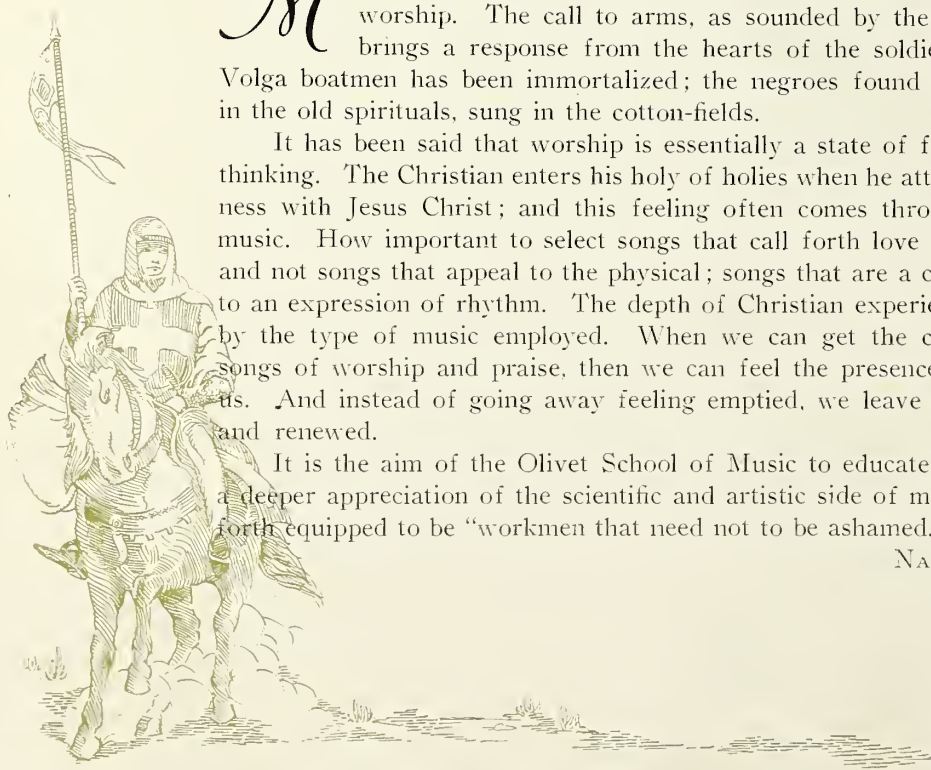 M worship. The call to arms, as sounded by the
brings a response from the hearts of the soldie
Volga boatmen has been immortalized; the negroes found
in the old spirituals, sung in the cotton-fields.
It has been said that worship is essentially a state of f
thinking. The Christian enters his holy of holies when he att
ness with Jesus Christ; and this feeling often comes thro
music. How important to select songs that call forth love
and not songs that appeal to the physical; songs that are a c
to an expression of rhythm. The depth of Christian experie
by the type of music employed. When we can get the c
songs of worship and praise, then we can feel the presence
us. And instead of going away feeling emptied, we leave
and renewed.
It is the aim of the Olivet School of Music to educate
a deeper appreciation of the scientific and artistic side of m
forth equipped to be “workmen that need not to be ashamed.
NA